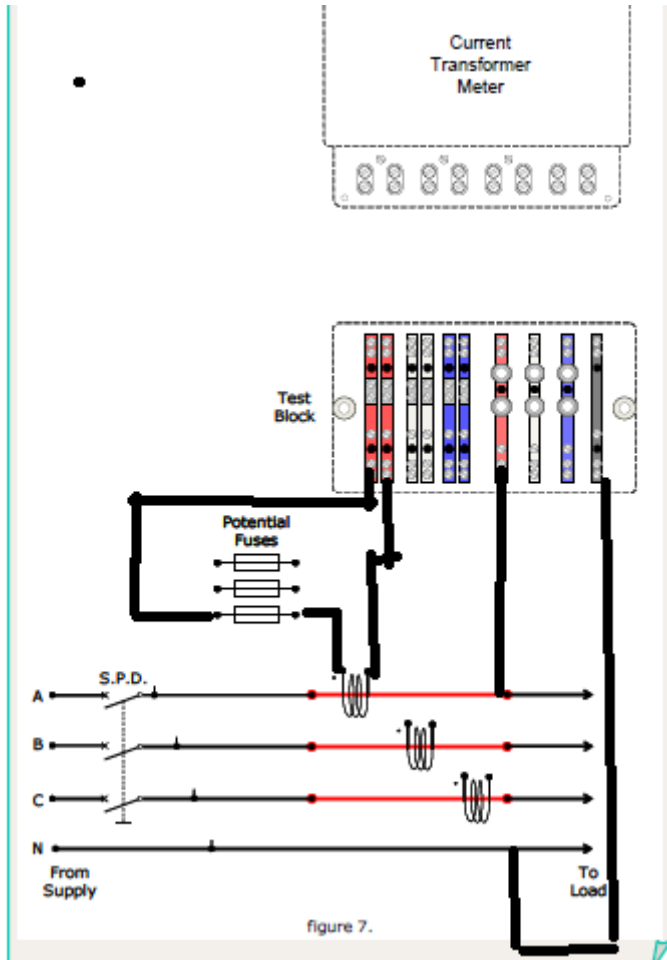 Current
Transformer
Meter
Test
Block
Potential
Fuses
S.P.D.
A
B
C
N
From
Supply
To
Load
figure 7.